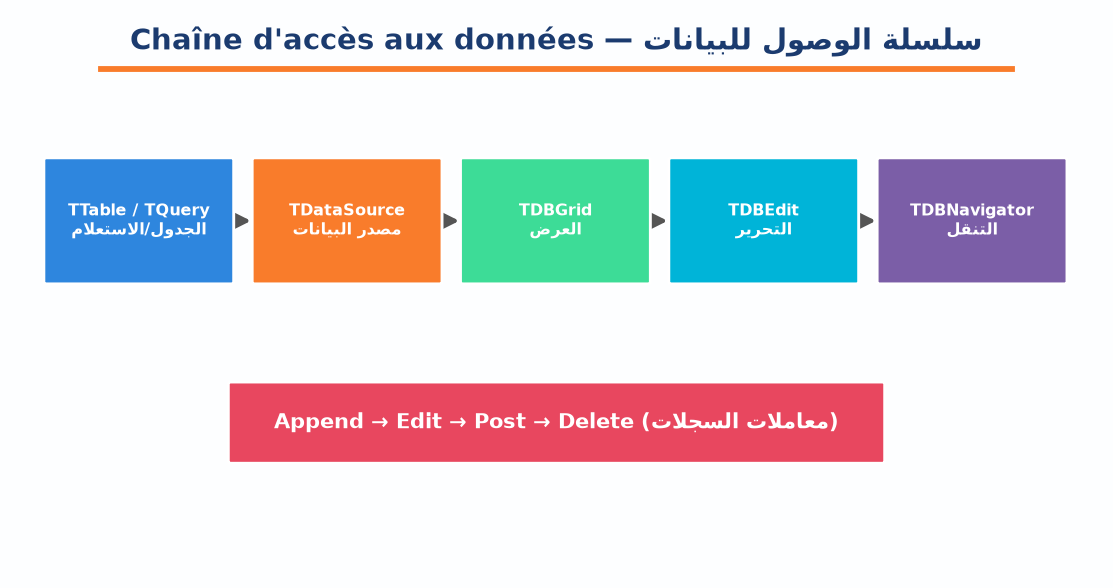 Chaîne d'accès aux données — سلسلة الوصول للبيانات
TTable / TQuery
الجدول/الاستعلام
TDataSource
مصدر البيانات
TDBGrid
العرض
TDBEdit
التحرير
TDBNavigator
التنقل
Append → Edit → Post → Delete (معاملات السجلات)